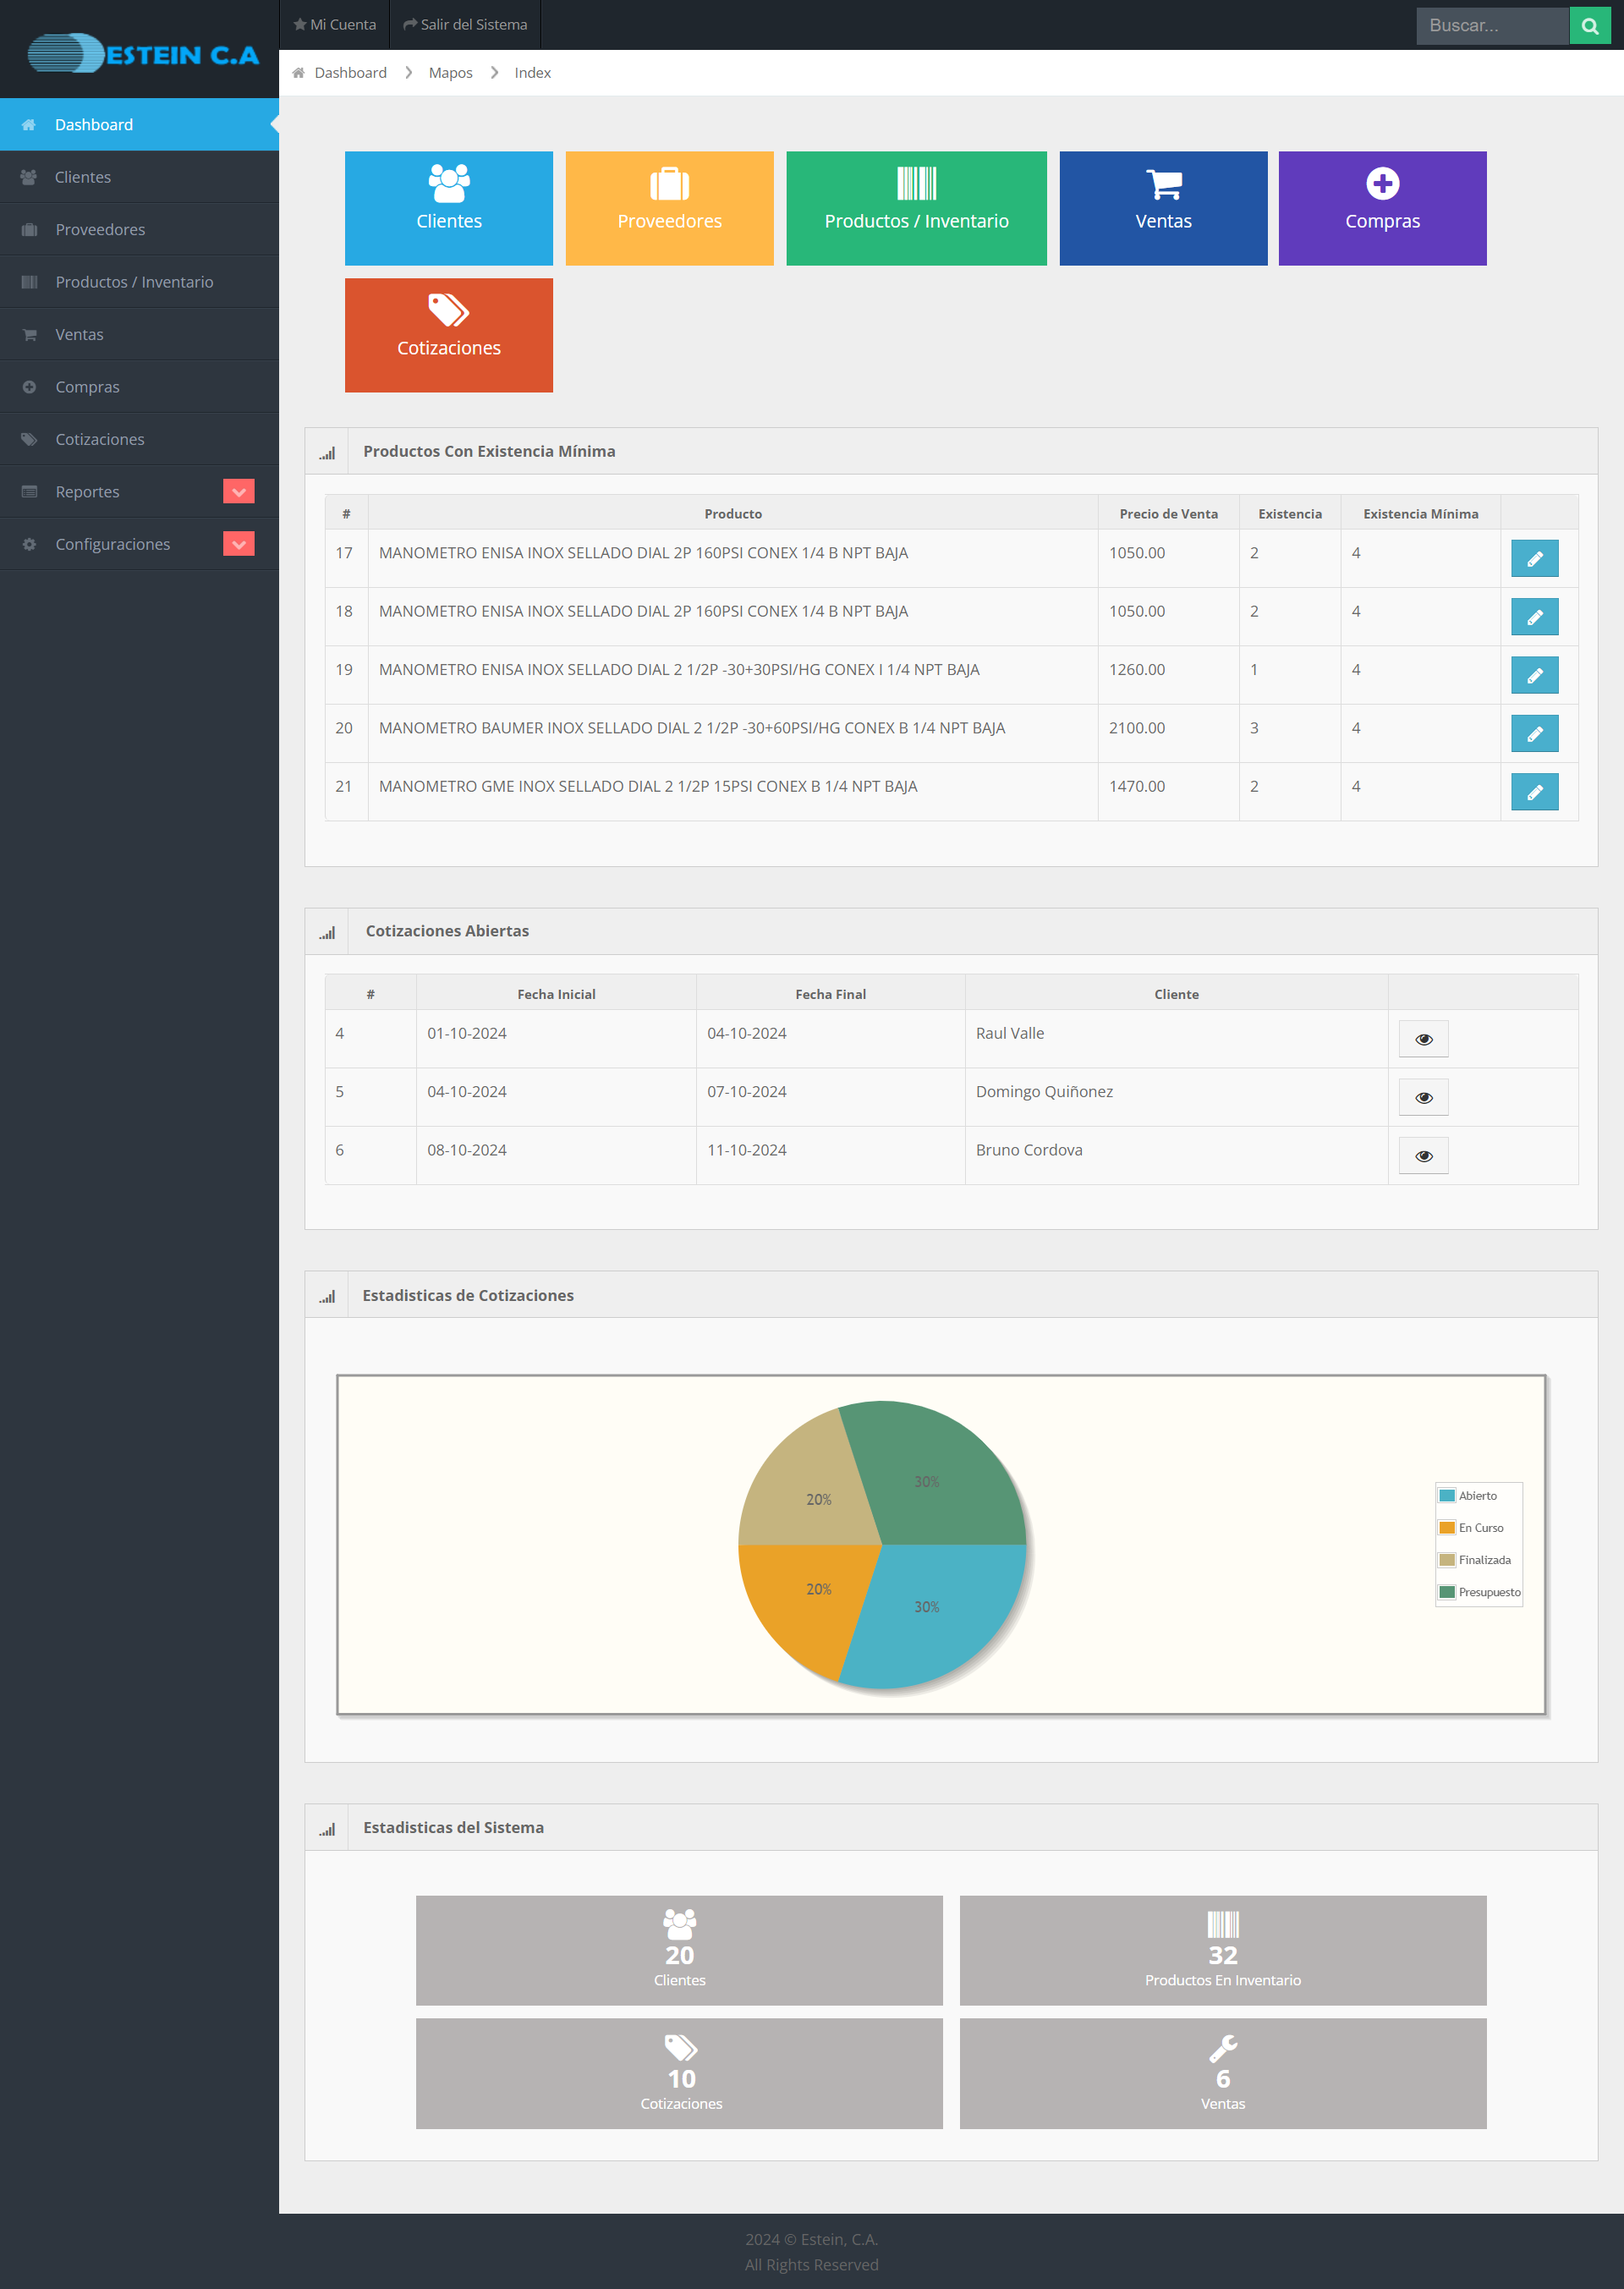 ESTEIN C.A
Mi Cuenta
Salir del Sistema
Buscar...
Dashboard
Mapos
Index
Dashboard
Clientes
Proveedores
Productos / Inventario
Ventas
Compras
Cotizaciones
Reportes
Configuraciones
Clientes
Proveedores
Productos / Inventario
Ventas
Compras
Cotizaciones
Productos Con Existencia Mínima
# Producto Precio de Venta Existencia Existencia Mínima
17 MANOMETRO ENISA INOX SELLADO DIAL 2P 160PSI CONEX 1/4 B NPT BAJA 1050.00 2 4
18 MANOMETRO ENISA INOX SELLADO DIAL 2P 160PSI CONEX 1/4 B NPT BAJA 1050.00 2 4
19 MANOMETRO ENISA INOX SELLADO DIAL 2 1/2P -30+30PSI/HG CONEX I 1/4 NPT BAJA 1260.00 1 4
20 MANOMETRO BAUMER INOX SELLADO DIAL 2 1/2P -30+60PSI/HG CONEX B 1/4 NPT BAJA 2100.00 3 4
21 MANOMETRO GME INOX SELLADO DIAL 2 1/2P 15PSI CONEX B 1/4 NPT BAJA 1470.00 2 4
Cotizaciones Abiertas
# Fecha Inicial Fecha Final Cliente
4 01-10-2024 04-10-2024 Raul Valle
5 04-10-2024 07-10-2024 Domingo Quiñonez
6 08-10-2024 11-10-2024 Bruno Cordova
Estadisticas de Cotizaciones
30%
20%
20%
30%
Abierto
En Curso
Finalizada
Presupuesto
Estadisticas del Sistema
20
Clientes
32
Productos En Inventario
10
Cotizaciones
6
Ventas
2024 © Estein, C.A.
All Rights Reserved